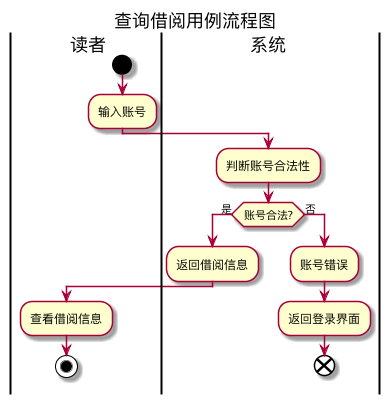 查询借阅用例流程图
读者
系统
输入账号
判断账号合法性
是
账号合法?
否
返回借阅信息
账号错误
查看借阅信息
返回登录界面